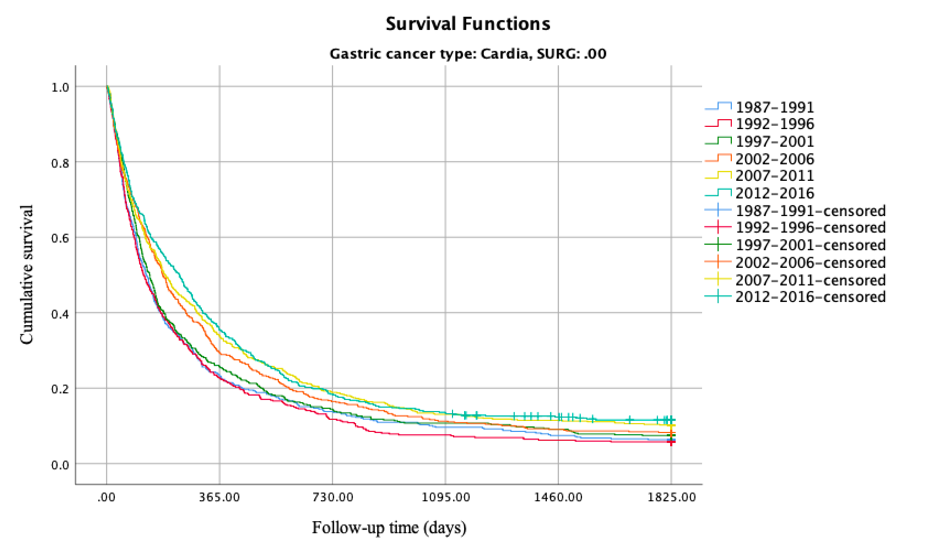 Survival Functions
Gastric cancer type: Cardia, SURG: .00
Cumulative survival
1.0
0.8
0.6
0.4
0.2
0.0
.00 365.00 730.00 1095.00 1460.00 1825.00
Follow-up time (days)
1987-1991
1992-1996
1997-2001
2002-2006
2007-2011
2012-2016
1987-1991-censored
1992-1996-censored
1997-2001-censored
2002-2006-censored
2007-2011-censored
2012-2016-censored